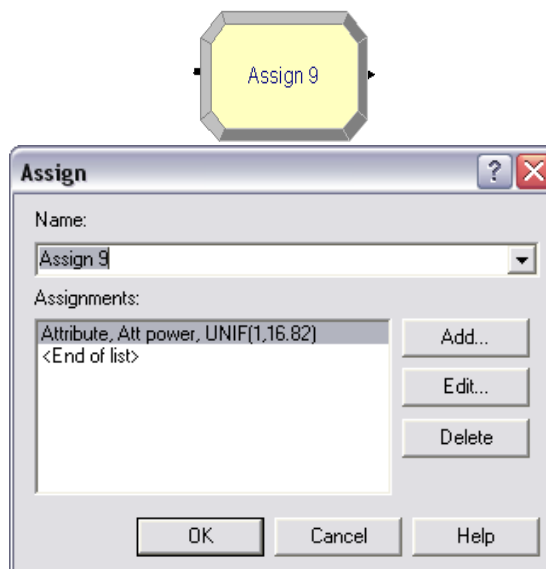 Assign 9
Assign
Name:
Assign 9
Assignments:
Attribute, Att power, UNIF(1,16.82)
<End of list>
Add...
Edit...
Delete
OK
Cancel
Help